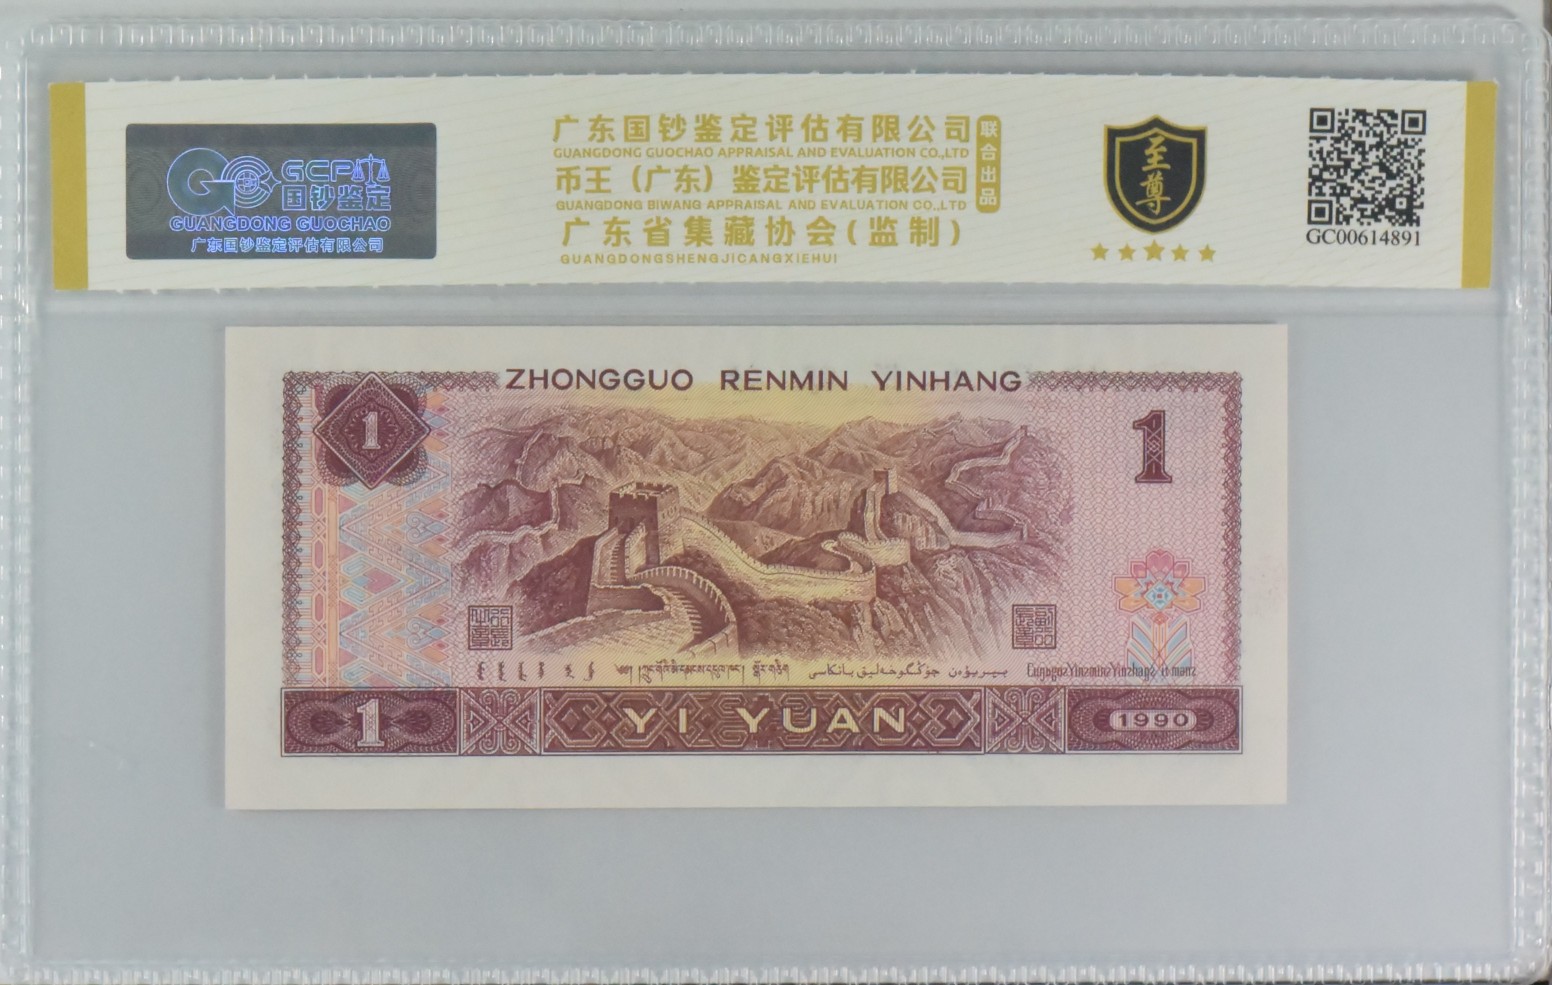 GCP
国钞鉴定
GUANGDONG GUOCHAO
广东国钞鉴定评估有限公司
广东国钞鉴定评估有限公司
GUANGDONG GUOCHAO APPRAISAL AND EVALUATION CO.,LTD
币王（广东）鉴定评估有限公司
GUANGDONG BIWANG APPRAISAL AND EVALUATION CO.,LTD
联合出品
广东省集藏协会(监制)
GUANGDONGSHENGJICANGXIEHUI
至尊
GC00614891
ZHONGGUO RENMIN YINHANG
1
1
1
YI YUAN
1990